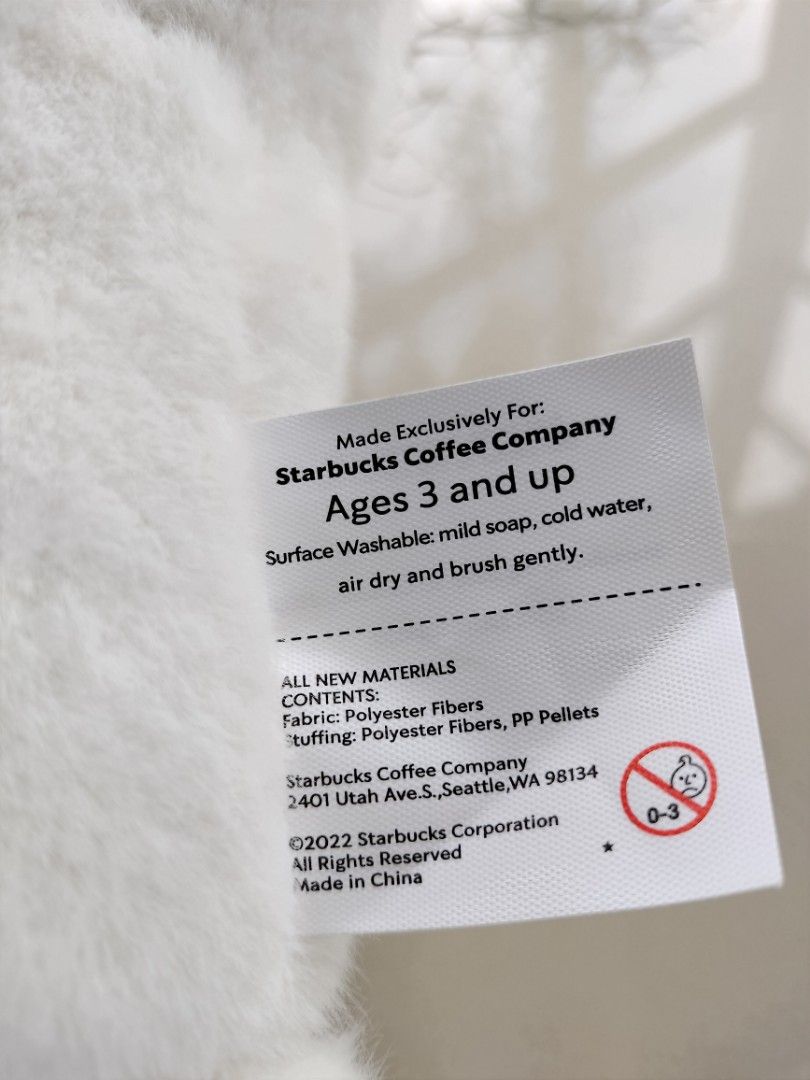 Made Exclusively For:
Starbucks Coffee Company
Ages 3 and up
Surface Washable: mild soap, cold water,
air dry and brush gently.
ALL NEW MATERIALS
CONTENTS:
Fabric: Polyester Fibers
Stuffing: Polyester Fibers, PP Pellets
Starbucks Coffee Company
2401 Utah Ave.S.,Seattle,WA 98134
0-3
©2022 Starbucks Corporation
All Rights Reserved
Made in China